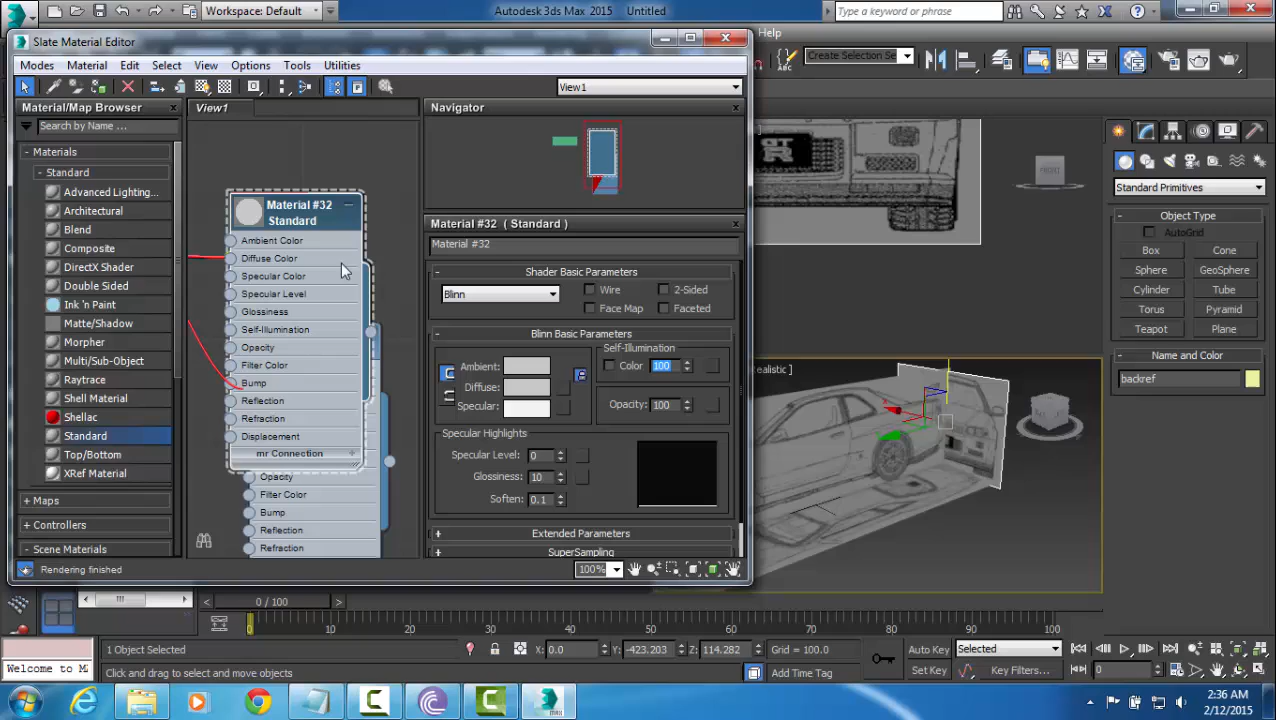 Workspace: Default
Autodesk 3ds Max 2015
Untitled
Type a keyword or phrase
Slate Material Editor
Help
Modes Material Edit Select View Options Tools Utilities
Create Selection Se
View1
Material/Map Browser
View1
Navigator
Search by Name ...
Materials
Standard
Advanced Lighting...
Architectural
Blend
Composite
DirectX Shader
Double Sided
Ink 'n Paint
Matte/Shadow
Morpher
Multi/Sub-Object
Raytrace
Shell Material
Shellac
Standard
Top/Bottom
XRef Material
Maps
Controllers
Scene Materials
Material #32
Standard
Ambient Color
Diffuse Color
Specular Color
Specular Level
Glossiness
Self-Illumination
Opacity
Filter Color
Bump
Reflection
Refraction
Displacement
mr Connection
Opacity
Filter Color
Bump
Reflection
Refraction
Material #32 ( Standard )
Material #32
Shader Basic Parameters
Blinn
Wire
2-Sided
Face Map
Faceted
Blinn Basic Parameters
Self-Illumination
Ambient:
Color 100
Diffuse:
Specular:
Opacity: 100
Specular Highlights
Specular Level: 0
Glossiness: 10
Soften: 0.1
Extended Parameters
SuperSampling
Rendering finished
100%
GT
R
FRONT
ealistic ]
Standard Primitives
Object Type
AutoGrid
Box
Cone
Sphere
GeoSphere
Cylinder
Tube
Torus
Pyramid
Teapot
Plane
Name and Color
backref
0 / 100
0 10 20 30 40 50 60 70 80 90 100
1 Object Selected
X: 0.0
Y: -423.203
Z: 114.282
Grid = 100.0
Auto Key
Selected
Welcome to M
Click and drag to select and move objects
Add Time Tag
Set Key
Key Filters...
0
2:36 AM
2/12/2015